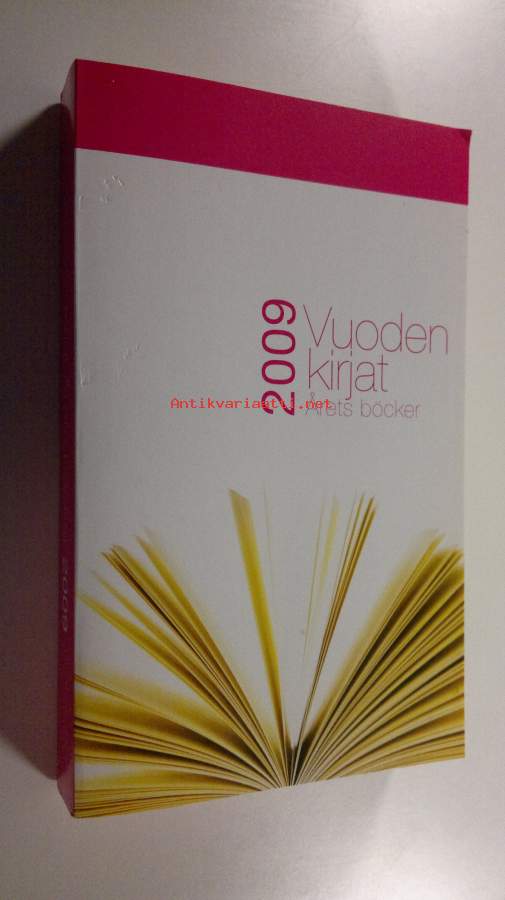 2009
Vuoden
kirjat
Årets böcker
Antikvariaatti.net
2009